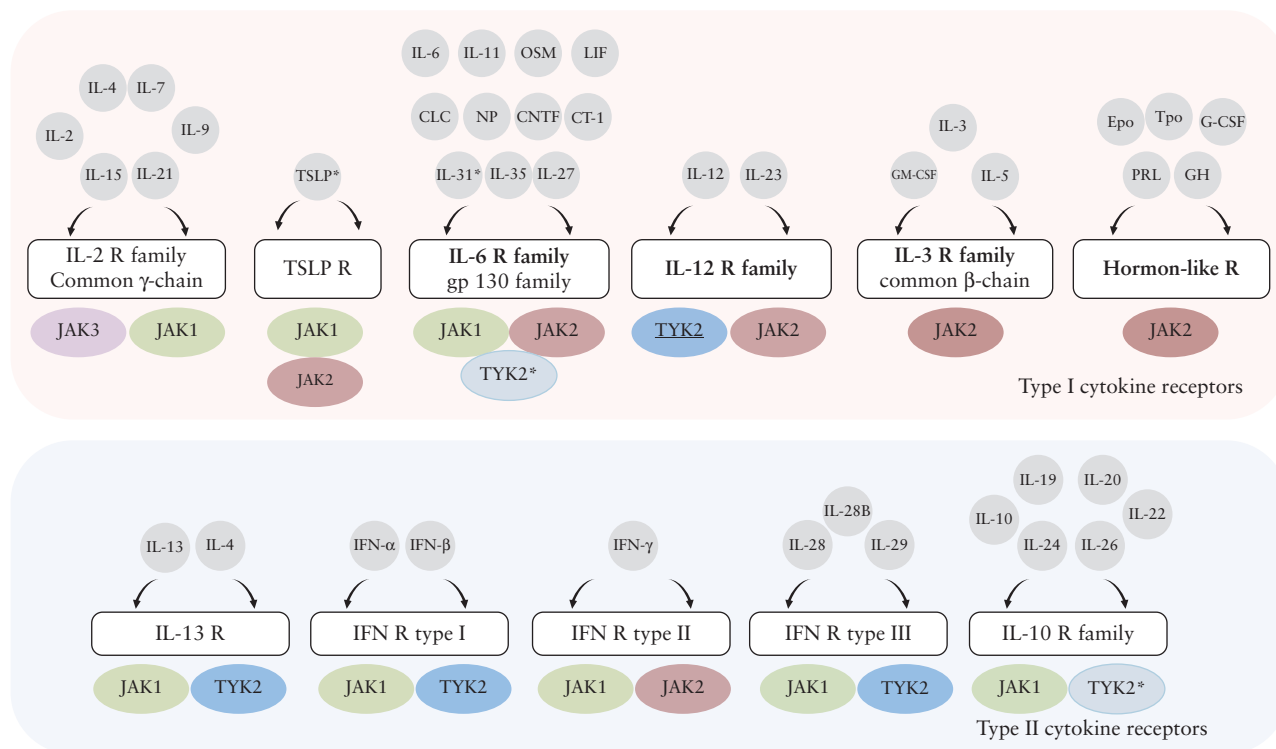 IL-6 IL-11 OSM LIF
IL-4 IL-7
CLC NP CNTF CT-1
IL-2 IL-9
IL-3
Epo Tpo G-CSF
IL-15 IL-21
TSLP*
IL-31* IL-35 IL-27
IL-12 IL-23
GM-CSF IL-5
PRL GH
IL-2 R family
Common γ-chain
TSLP R
IL-6 R family
gp 130 family
IL-12 R family
IL-3 R family
common β-chain
Hormon-like R
JAK3 JAK1
JAK1
JAK2
JAK1 JAK2
TYK2*
TYK2 JAK2
JAK2
JAK2
Type I cytokine receptors
IL-19 IL-20
IL-10 IL-22
IL-24 IL-26
IL-28B
IL-28 IL-29
IL-13 IL-4
IFN-α IFN-β
IFN-γ
IL-13 R
IFN R type I
IFN R type II
IFN R type III
IL-10 R family
JAK1 TYK2
JAK1 TYK2
JAK1 JAK2
JAK1 TYK2
JAK1 TYK2*
Type II cytokine receptors